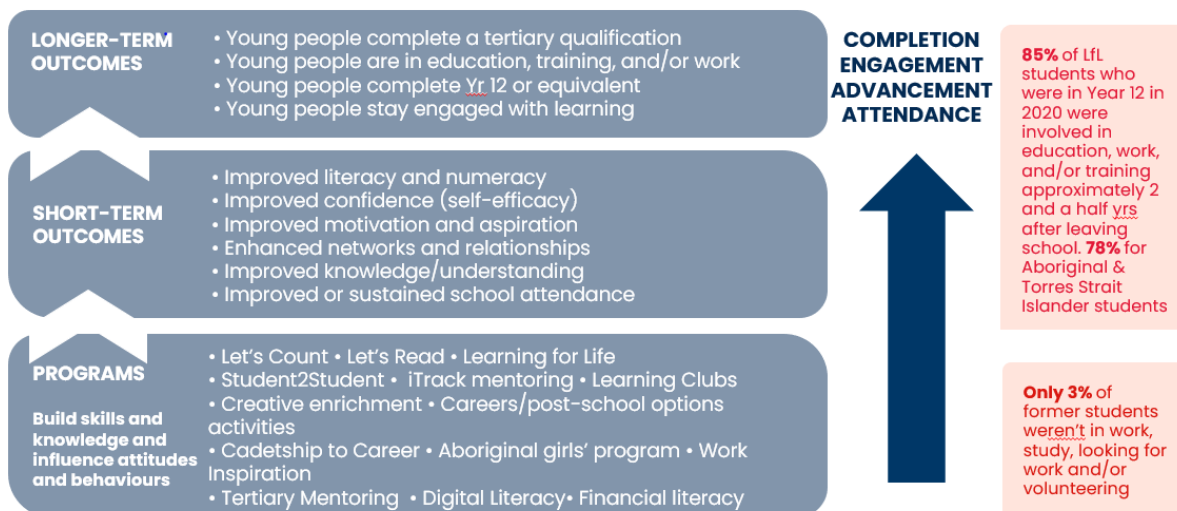 LONGER-TERM
OUTCOMES
• Young people complete a tertiary qualification
• Young people are in education, training, and/or work
• Young people complete Yr 12 or equivalent
• Young people stay engaged with learning
SHORT-TERM
OUTCOMES
• Improved literacy and numeracy
• Improved confidence (self-efficacy)
• Improved motivation and aspiration
• Enhanced networks and relationships
• Improved knowledge/understanding
• Improved or sustained school attendance
PROGRAMS
Build skills and
knowledge and
influence attitudes
and behaviours
• Let's Count • Let's Read • Learning for Life
• Student2Student • iTrack mentoring • Learning Clubs
• Creative enrichment • Careers/post-school options
activities
• Cadetship to Career • Aboriginal girls' program • Work
Inspiration
• Tertiary Mentoring • Digital Literacy• Financial literacy
COMPLETION
ENGAGEMENT
ADVANCEMENT
ATTENDANCE
85% of LfL
students who
were in Year 12 in
2020 were
involved in
education, work,
and/or training
approximately 2
and a half yrs
after leaving
school. 78% for
Aboriginal &
Torres Strait
Islander students
Only 3% of
former students
weren't in work,
study, looking for
work and/or
volunteering